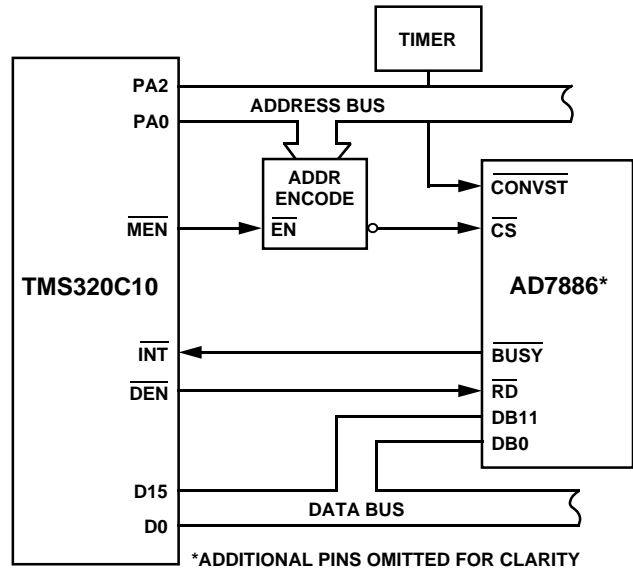 TIMER
PA2
ADDRESS BUS
PA0
ADDR
ENCODE
CONVST
MEN
EN
CS
TMS320C10
AD7886*
INT
BUSY
DEN
RD
DB11
DB0
D15
DATA BUS
D0
*ADDITIONAL PINS OMITTED FOR CLARITY